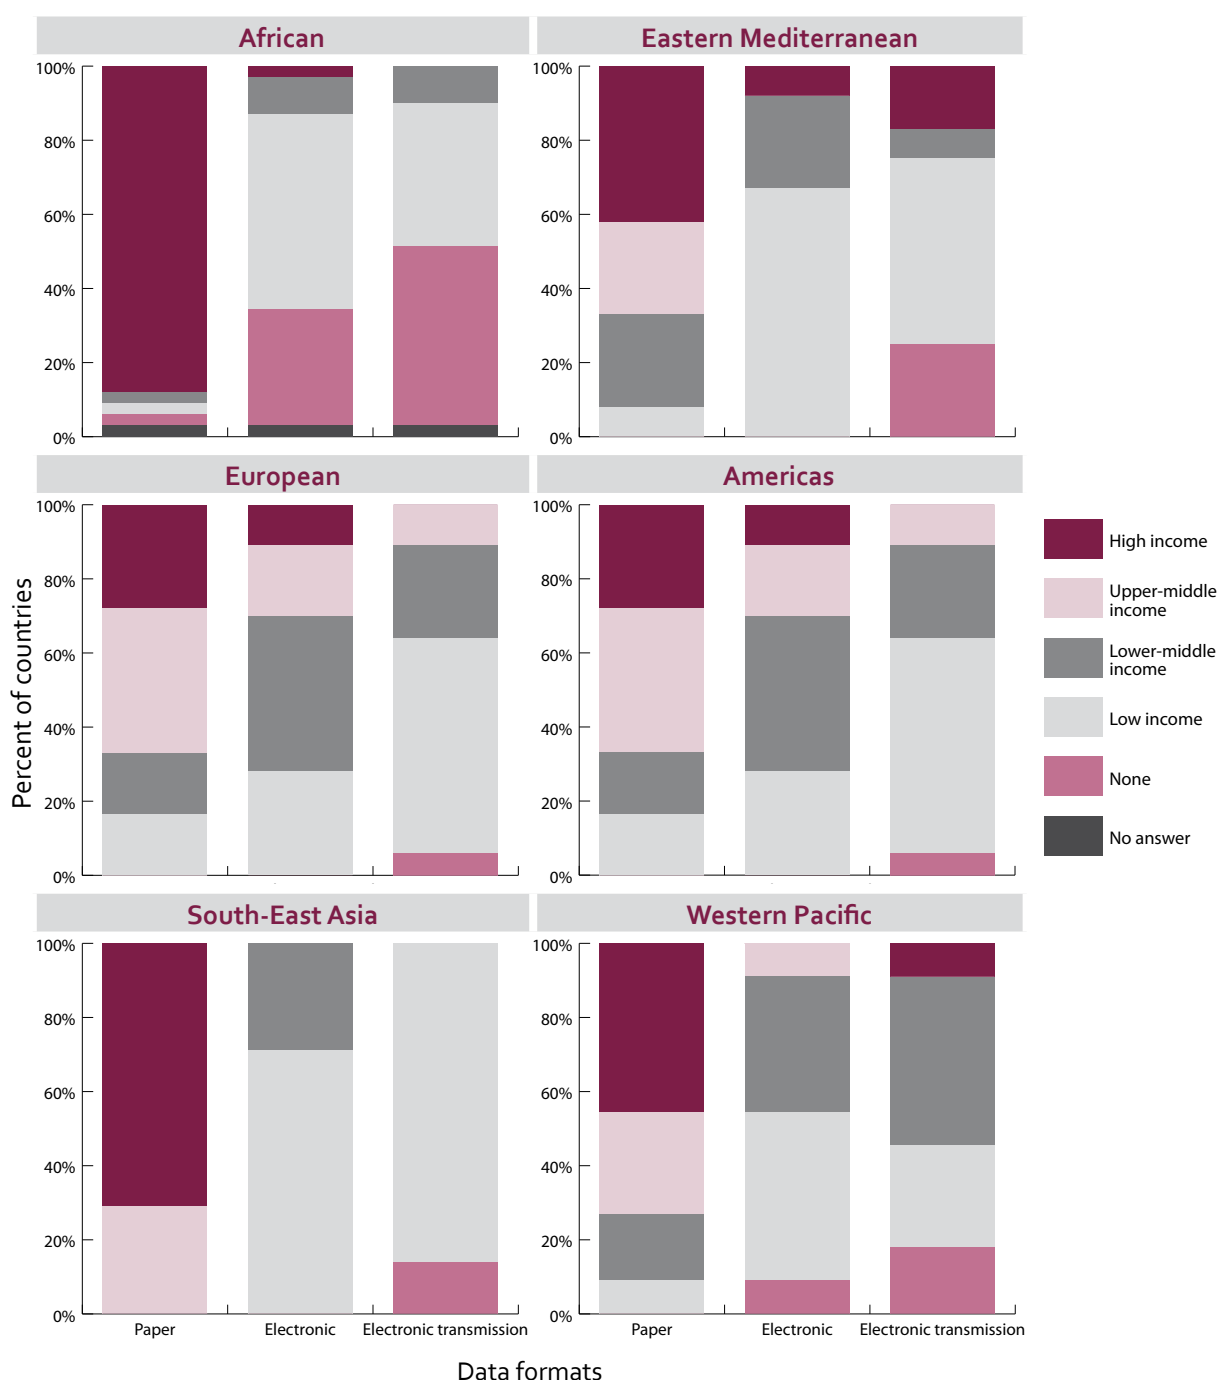 African
Eastern Mediterranean
100%
80%
60%
40%
20%
0%
100%
80%
60%
40%
20%
0%
European
Americas
100%
80%
60%
40%
20%
0%
100%
80%
60%
40%
20%
0%
High income
Upper-middle
income
Lower-middle
income
Low income
None
No answer
Percent of countries
South-East Asia
Western Pacific
100%
80%
60%
40%
20%
0%
100%
80%
60%
40%
20%
0%
Paper Electronic Electronic transmission
Paper Electronic Electronic transmission
Data formats